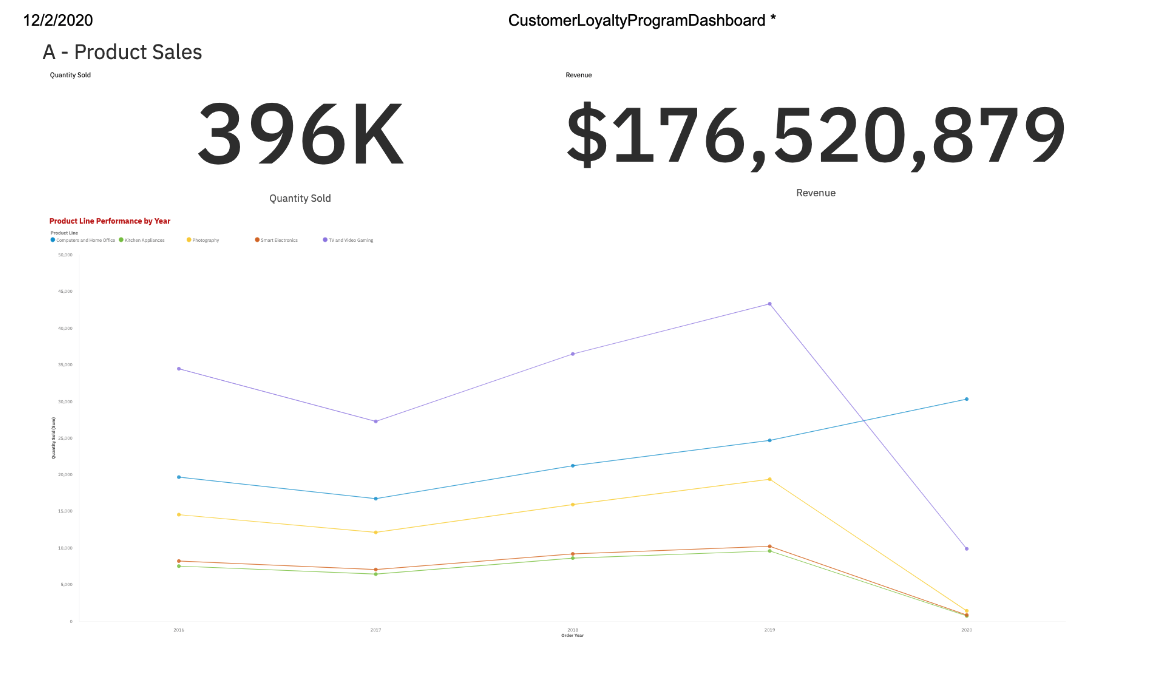 12/2/2020 CustomerLoyaltyProgramDashboard *
A - Product Sales
Quantity Sold Revenue
396K $176,520,879
Quantity Sold Revenue
Product Line Performance by Year
Product Line
Computers and Home Office Kitchen Appliances Photography Smart Electronics TV and Video Gaming
50,000
45,000
40,000
35,000
30,000
25,000
20,000
15,000
10,000
5,000
0
Quantity Sold (Sum)
2016 2017 2018 2019 2020
Order Year